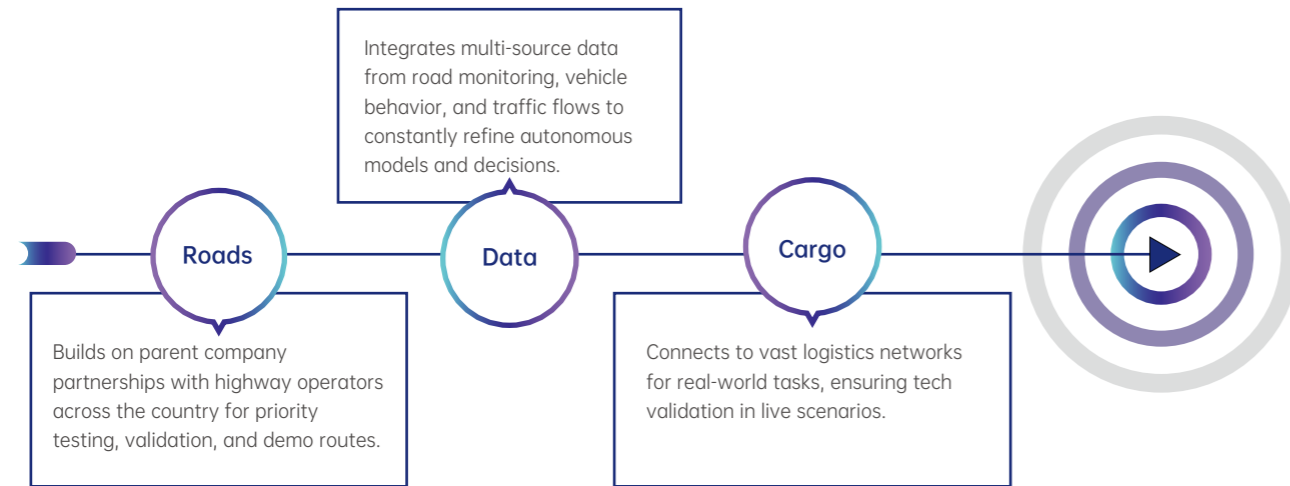 Roads
Builds on parent company
partnerships with highway operators
across the country for priority
testing, validation, and demo routes.
Integrates multi-source data
from road monitoring, vehicle
behavior, and traffic flows to
constantly refine autonomous
models and decisions.
Data
Cargo
Connects to vast logistics networks
for real-world tasks, ensuring tech
validation in live scenarios.